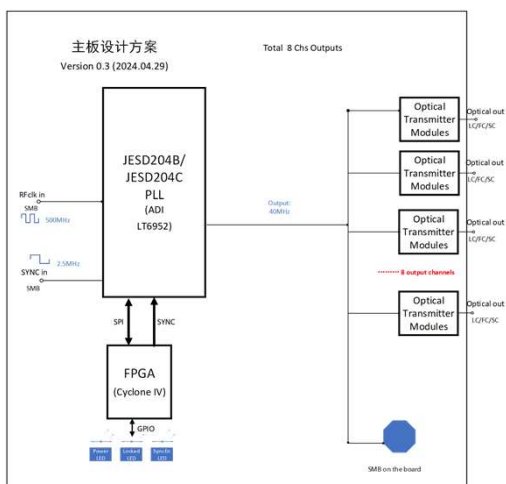 主板设计方案
Version 0.3 (2024.04.29)
Total 8 Chs Outputs
JESD204B/
JESD204C
PLL
(ADI
LT6952)
RFclk in
SMB
500MHz
2.5MHz
SYNC in
SMB
Output:
40MHz
Optical
Transmitter
Modules
Optical out
LC/FC/SC
Optical
Transmitter
Modules
Optical out
LC/FC/SC
Optical
Transmitter
Modules
Optical out
LC/FC/SC
8 output channels
Optical
Transmitter
Modules
Optical out
LC/FC/SC
SPI
SYNC
FPGA
(Cyclone IV)
GPIO
Power
LED
Locked
LED
LED
SMB on the board